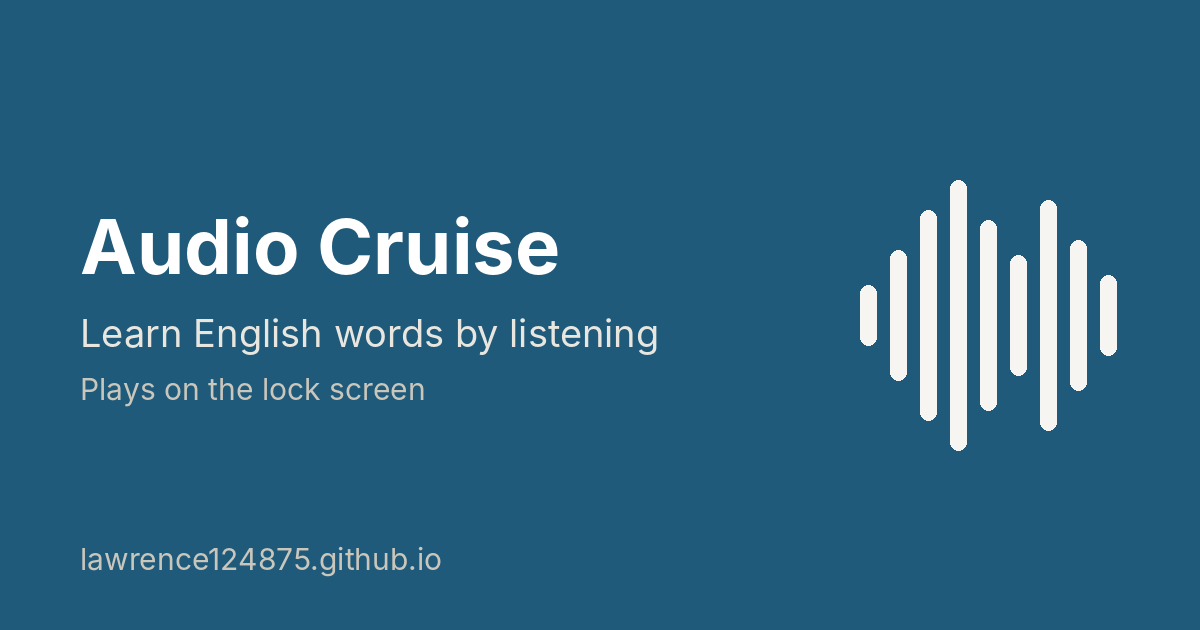 Audio Cruise
Learn English words by listening
Plays on the lock screen
lawrence124875.github.io